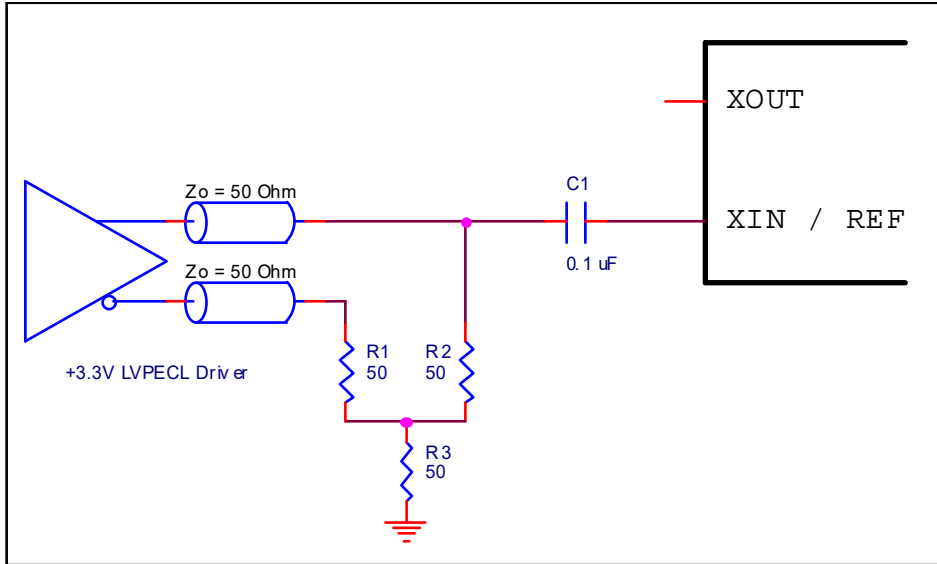 XOUT
Zo = 50 Ohm
C1
XIN / REF
0.1 uF
Zo = 50 Ohm
+3.3V LVPECL Driver
R1
50
R2
50
R3
50